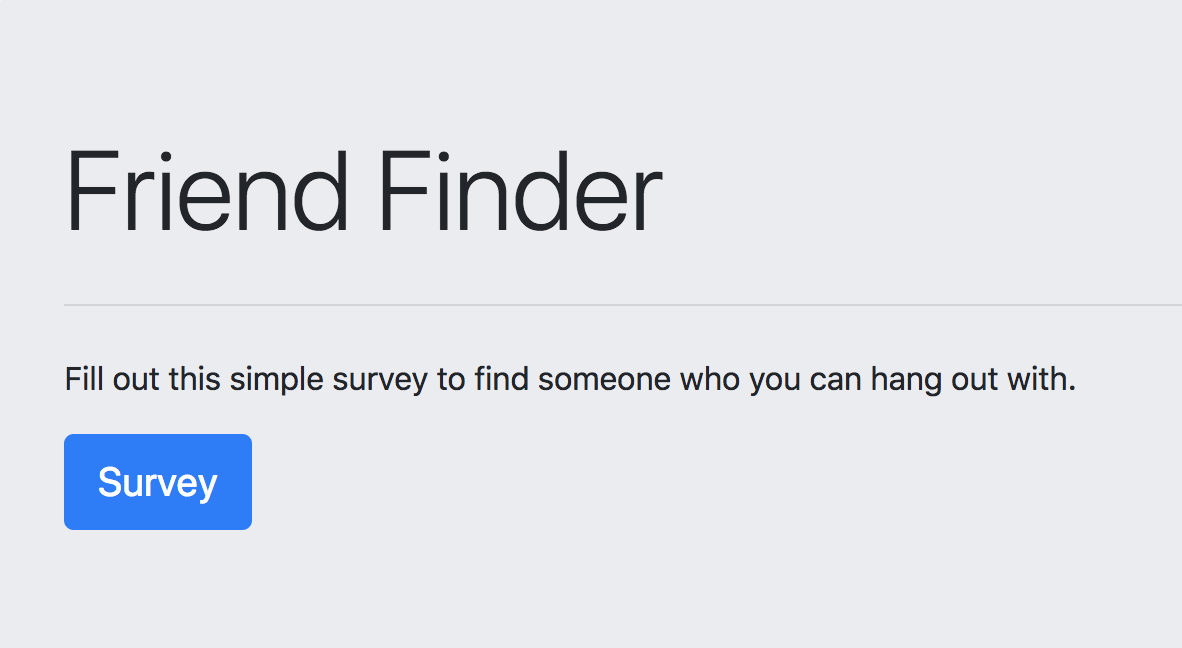 Friend Finder
Fill out this simple survey to find someone who you can hang out with.
Survey